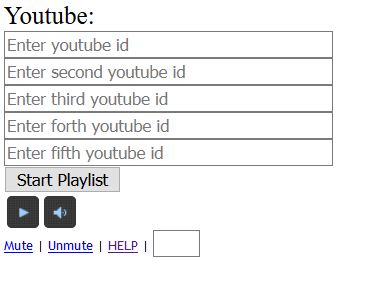 Youtube:
Enter youtube id
Enter second youtube id
Enter third youtube id
Enter forth youtube id
Enter fifth youtube id
Start Playlist
Mute | Unmute | HELP |